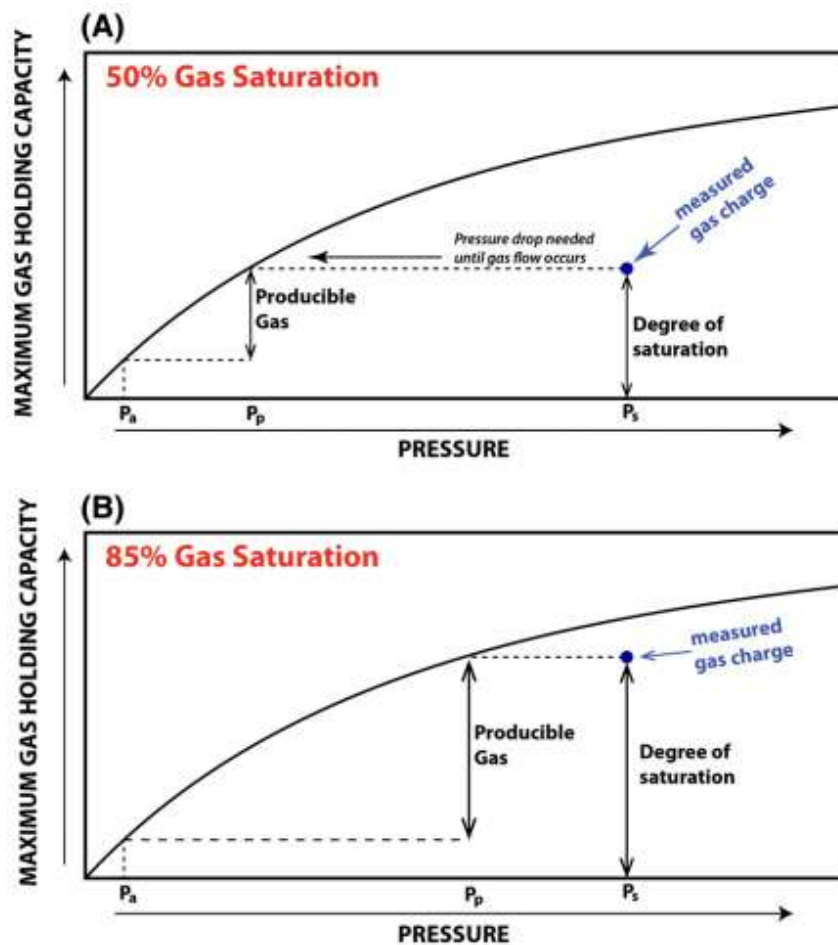 (A)
50% Gas Saturation
MAXIMUM GAS HOLDING CAPACITY
measured
gas charge
Pressure drop needed
until gas flow occurs
Producible
Gas
Degree of
saturation
Pa
Pp
Ps
PRESSURE
(B)
85% Gas Saturation
MAXIMUM GAS HOLDING CAPACITY
measured
gas charge
Producible
Gas
Degree of
saturation
Pa
Pp
Ps
PRESSURE